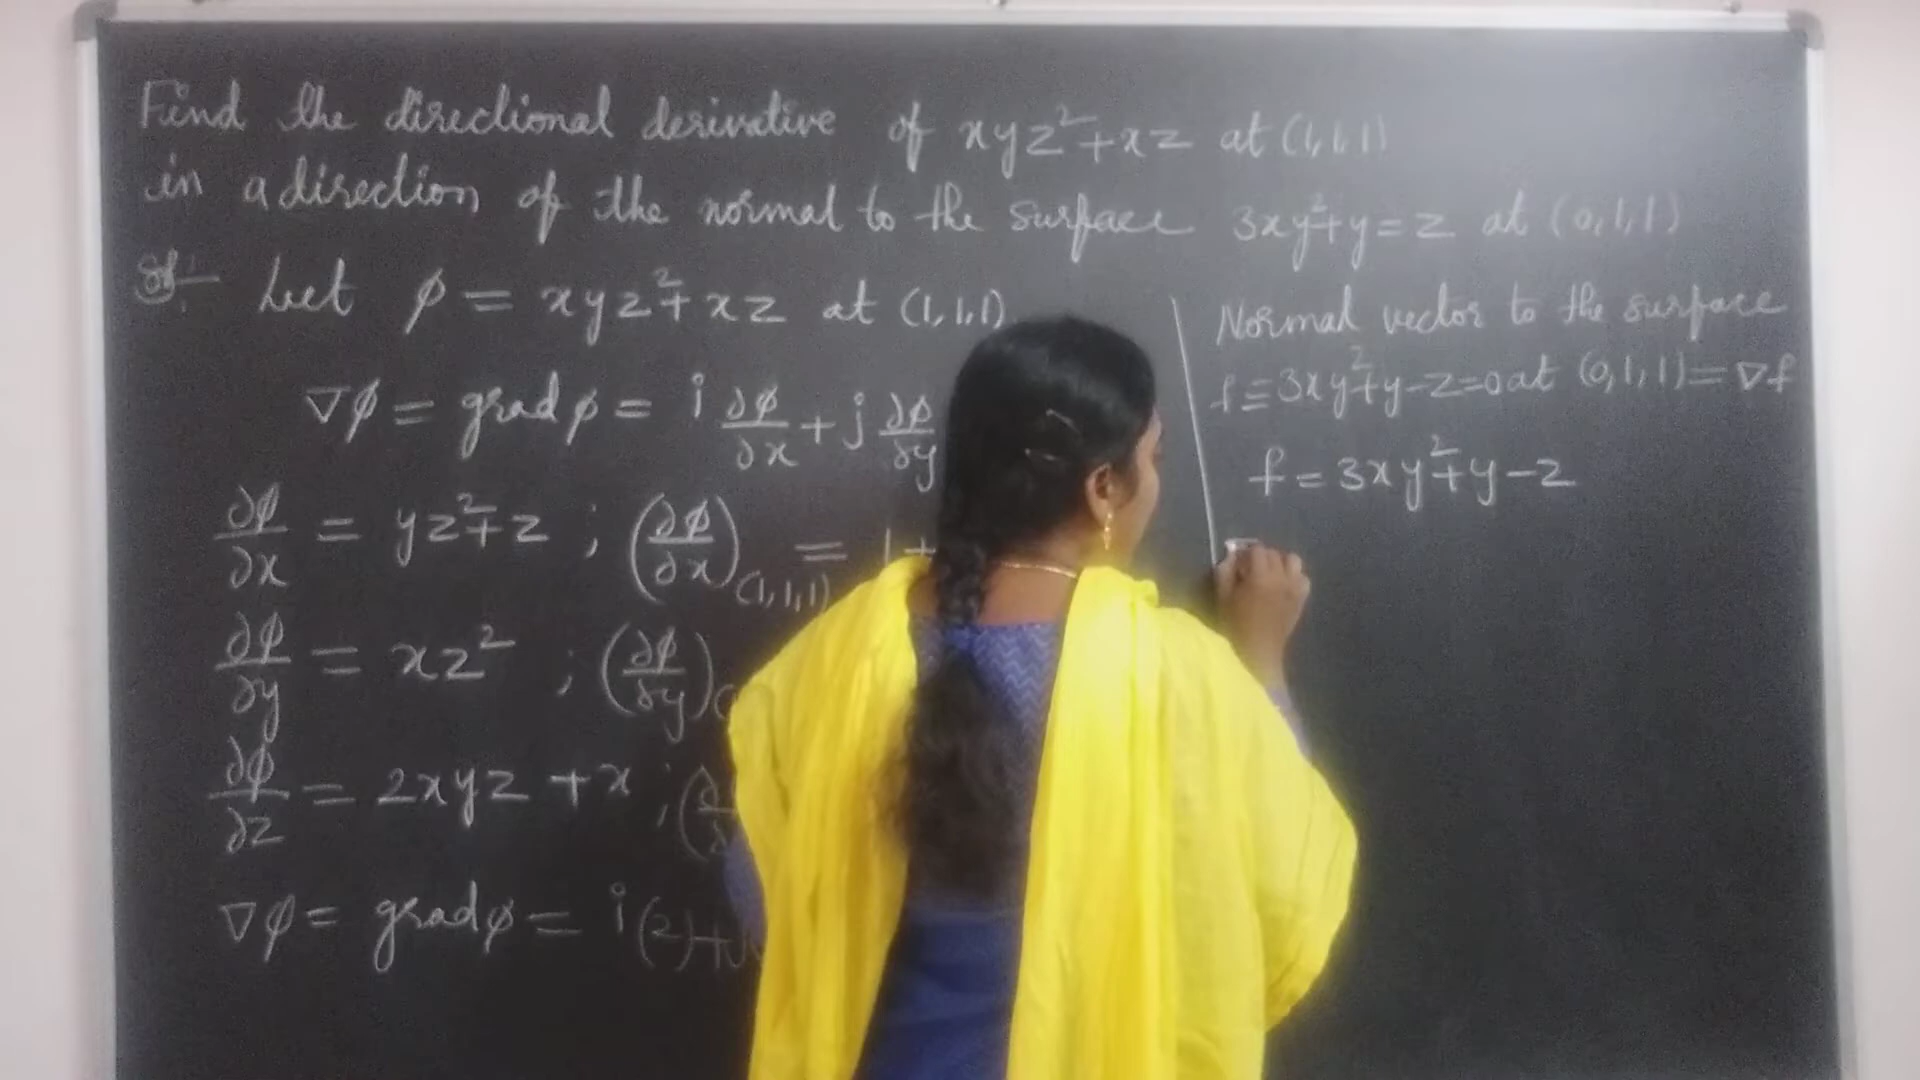 Find the directional derivative of xyz²+xz at (1,1,1)
in a direction of the normal to the surface 3xy²+y=z at (0,1,1)
Sol:- Let φ = xyz²+xz at (1,1,1)
∇φ = grad φ = i ∂φ/∂x + j ∂φ/∂y
∂φ/∂x = yz²+z ; (∂φ/∂x)(1,1,1) = 1+
∂φ/∂y = xz² ; (∂φ/∂y)(
∂φ/∂z = 2xyz + x ; (
∇φ = grad φ = i(2)+
Normal vector to the surface
f≡3xy²+y-z=0 at (0,1,1)=∇f
f = 3xy²+y-z